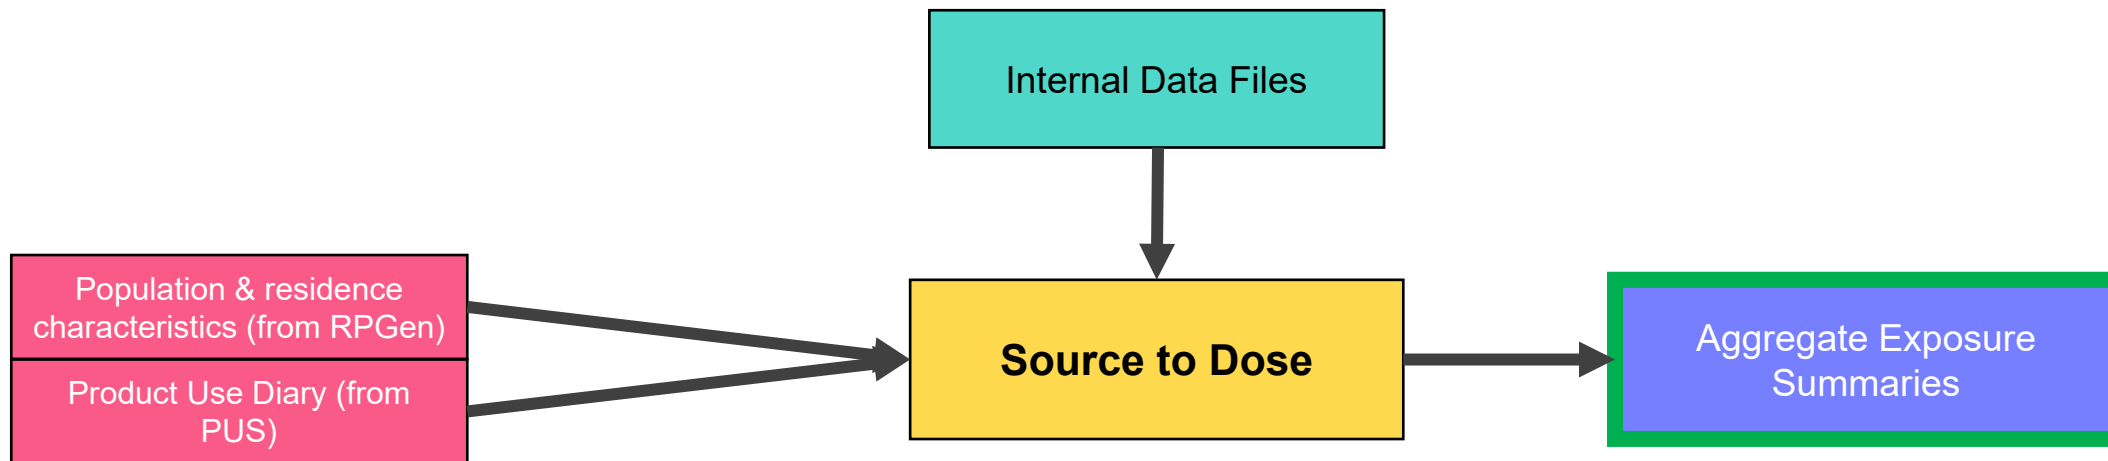 Internal Data Files
Population & residence
characteristics (from RPGen)
Product Use Diary (from
PUS)
Source to Dose
Aggregate Exposure
Summaries